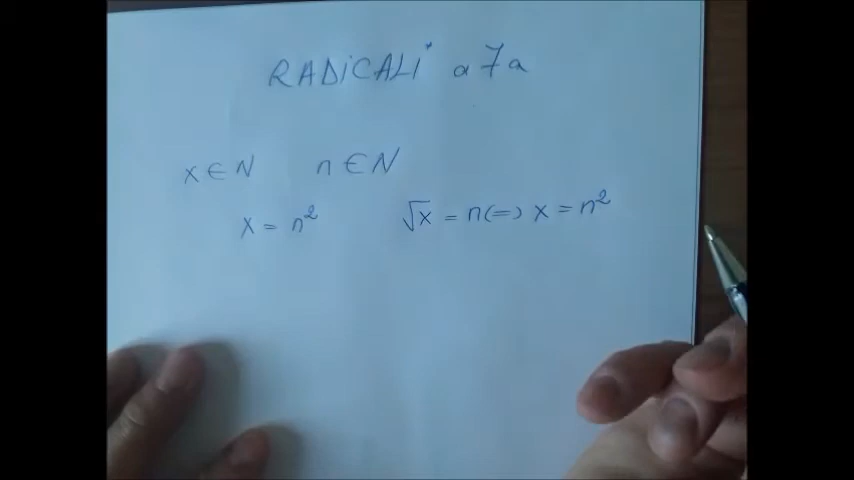 RADICALI* a 7a
x ∈ N n ∈ N
x = n² √x = n (=) x = n²